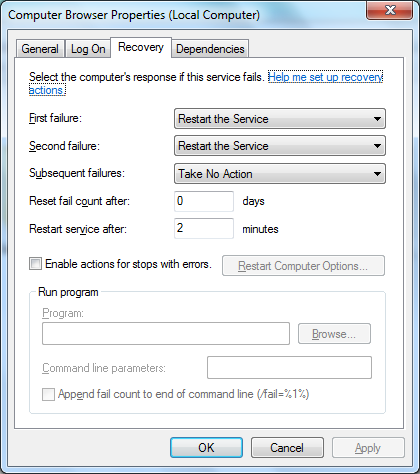 Computer Browser Properties (Local Computer)
General Log On Recovery Dependencies
Select the computer's response if this service fails. Help me set up recovery
actions.
First failure: Restart the Service
Second failure: Restart the Service
Subsequent failures: Take No Action
Reset fail count after: 0 days
Restart service after: 2 minutes
Enable actions for stops with errors. Restart Computer Options...
Run program
Program:
Browse...
Command line parameters:
Append fail count to end of command line (/fail=%1%)
OK Cancel Apply